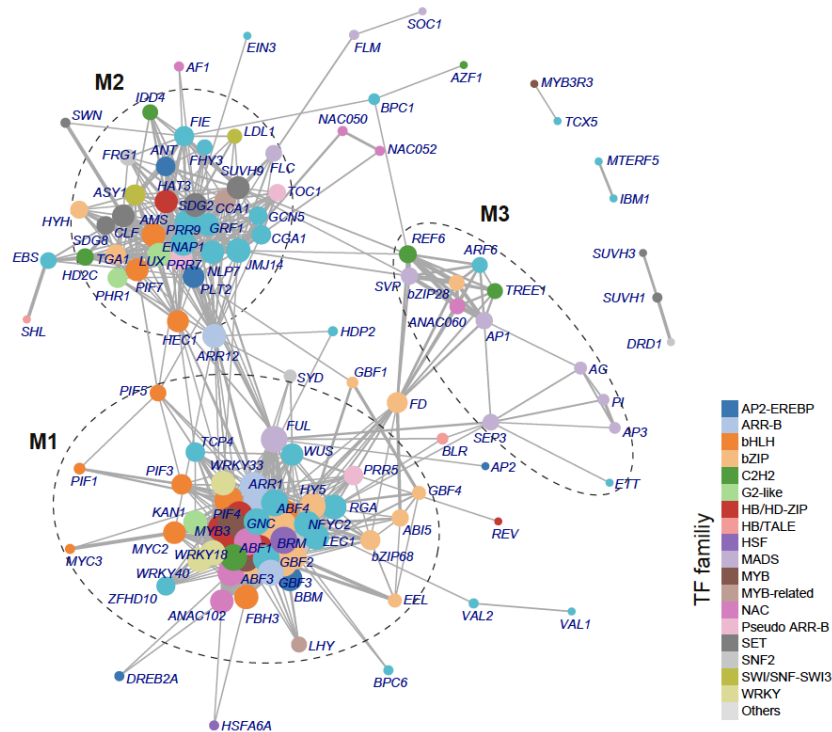 SOC1
EIN3
FLM
AF1
M2
AZF1
MYB3R3
IDD4
BPC1
SWN
FIE
LDL1
NAC050
TCX5
ANT
FHY3
FRG1
SUVH9
FLC
NAC052
MTERF5
HAT3
ASY1
SDG2
CCA1
TOC1
IBM1
M3
HYH
AMS
PRR9
GRF1
GCN5
CLF
ENAP1
CGA1
REF6
ARF6
SDG8
EBS
TGA1
LUX
PRR7
NLP7
JMJ14
SUVH3
HD2C
PIF7
PLT2
SVP
bZIP28
TREE1
PHR1
ANAC060
SUVH1
SHL
HEC1
AP1
ARR12
HDP2
DRD1
SYD
GBF1
AG
PIF5
FD
PI
M1
FUL
SEP3
AP3
TCP4
WUS
BLR
WRKY33
AP2
PIF1
PIF3
ARR1
HY5
PRR5
ETT
GBF4
KAN1
PIF4
ABF4
RGA
REV
MYB3
GNC
NFYC2
ABI5
MYC2
BRM
LEC1
MYC3
WRKY18
ABF1
GBF2
bZIP68
WRKY40
ABF3
GBF3
ZFHD10
BBM
EEL
ANAC102
FBH3
VAL2
VAL1
LHY
DREB2A
BPC6
HSFA6A
TF familiy
AP2-EREBP
ARR-B
bHLH
bZIP
C2H2
G2-like
HB/HD-ZIP
HB/TALE
HSF
MADS
MYB
MYB-related
NAC
Pseudo ARR-B
SET
SNF2
SWI/SNF-SWI3
WRKY
Others